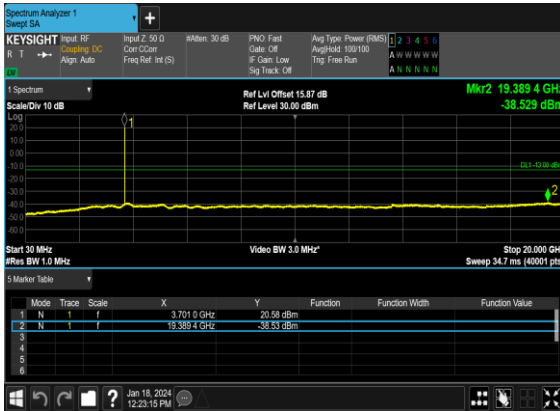 Spectrum Analyzer 1
Swept SA
+
KEYSIGHT Input: RF Input Z: 50 Ω #Atten: 30 dB PNO: Fast Avg Type: Power (RMS) 1 2 3 4 5 6
R T Coupling: DC Corr CCorr Gate: Off Avg|Hold: 100/100 A W W W W W
Align: Auto Freq Ref: Int (S) IF Gain: Low Trig: Free Run
Sig Track: Off A N N N N N
1 Spectrum Ref Lvl Offset 15.87 dB Mkr2 19.389 4 GHz
Scale/Div 10 dB Ref Level 30.00 dBm -38.529 dBm
Log
1
20.0
10.0
0.00
-10.0
DL1 -13.00 dBm
-20.0
-30.0
2
-40.0
-50.0
-60.0
Start 30 MHz Video BW 3.0 MHz* Stop 20.000 GHz
#Res BW 1.0 MHz Sweep 34.7 ms (40001 pts)
5 Marker Table
Mode Trace Scale X Y Function Function Width Function Value
1 N 1 f 3.701 0 GHz 20.58 dBm
2 N 1 f 19.389 4 GHz -38.53 dBm
3
4
5
6
? Jan 18, 2024
12:23:15 PM